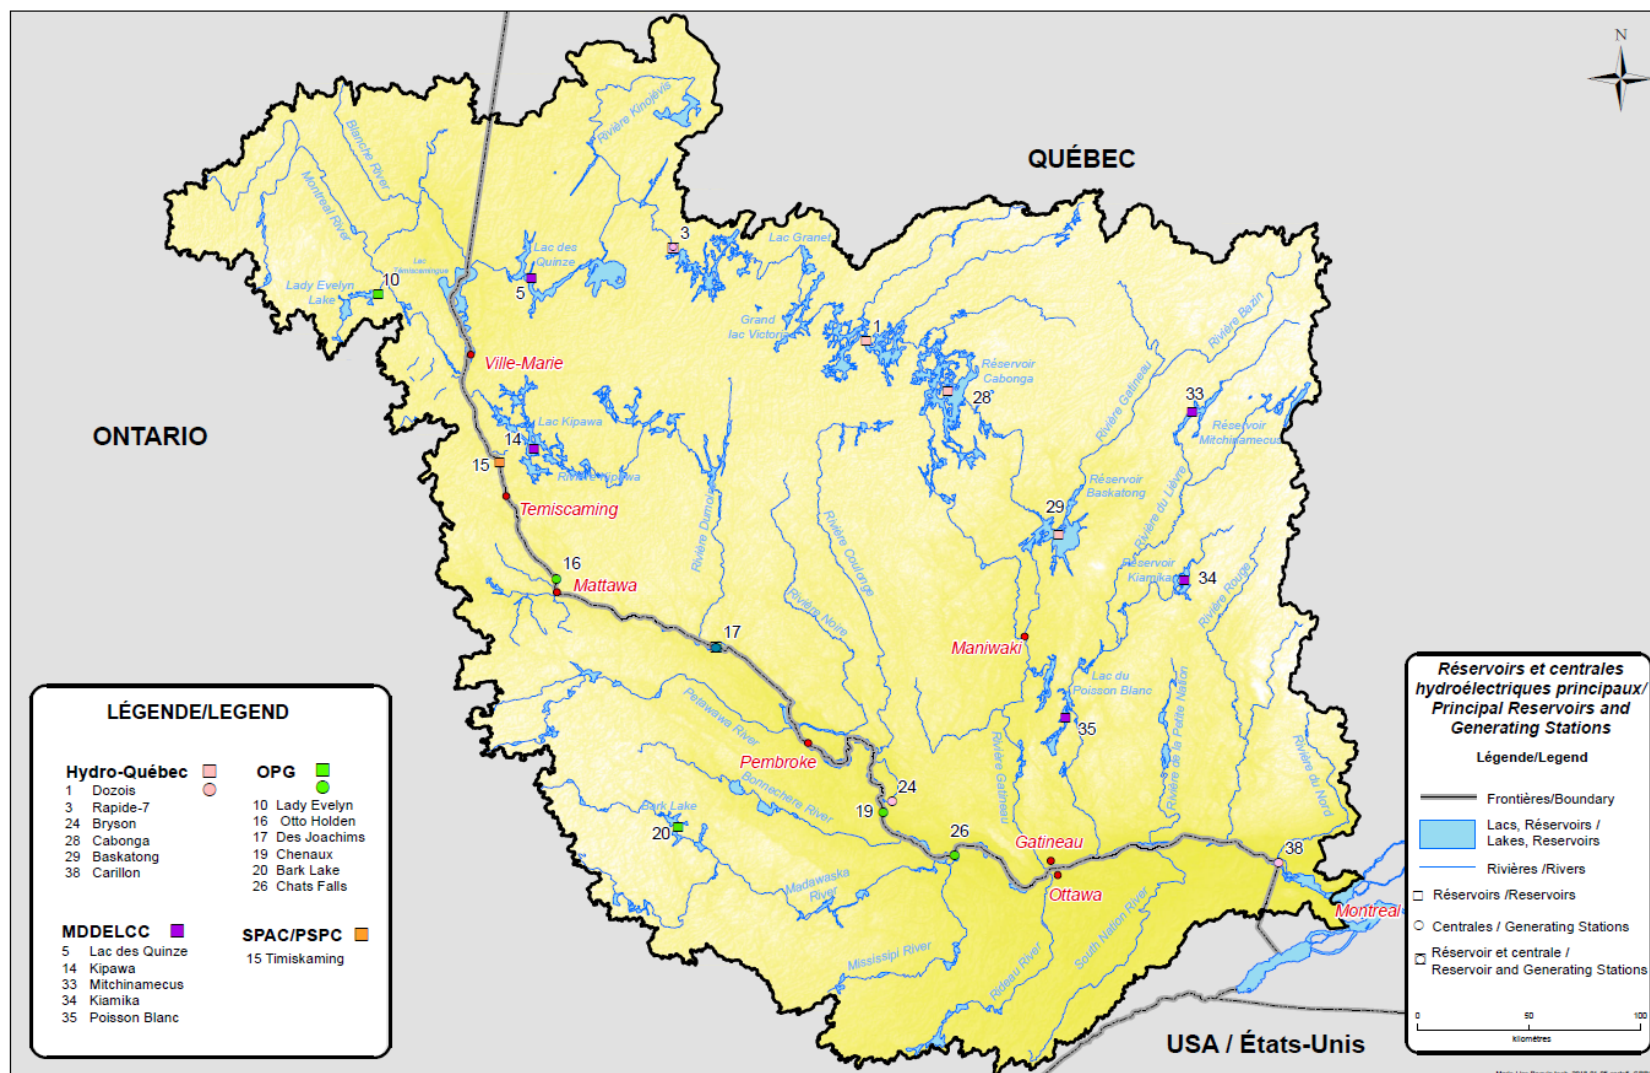 N
QUÉBEC
ONTARIO
USA / États-Unis
Rivière Kinojévis
Blanche River
Montreal River
Lac Granet
3
Lac des
Quinze
5
Lac
Témiscamingue
10
Lady Evelyn
Lake
Grand
lac Victoria
1
Rivière Bazin
Ville-Marie
Réservoir
Cabonga
28
Rivière Gatineau
33
Réservoir
Mitchinamecus
Lac Kipawa
14
15
Rivière Kipawa
Temiscaming
Rivière Dumoine
Réservoir
Baskatong
29
Rivière du Lièvre
Rivière Coulonge
Réservoir
Kiamika
34
Rivière Rouge
16
Mattawa
Rivière Noire
17
Maniwaki
Lac du
Poisson Blanc
35
Petawawa River
Pembroke
Rivière Gatineau
Rivière de la Petite Nation
Rivière du Nord
Bonnechere River
24
19
Bark Lake
20
26
Gatineau
Ottawa
38
Madawaska
River
Montreal
Mississipi River
Rideau River
South Nation River
LÉGENDE/LEGEND
Hydro-Québec
1 Dozois
3 Rapide-7
24 Bryson
28 Cabonga
29 Baskatong
38 Carillon
OPG
10 Lady Evelyn
16 Otto Holden
17 Des Joachims
19 Chenaux
20 Bark Lake
26 Chats Falls
MDDELCC
5 Lac des Quinze
14 Kipawa
33 Mitchinamecus
34 Kiamika
35 Poisson Blanc
SPAC/PSPC
15 Timiskaming
Réservoirs et centrales
hydroélectriques principaux/
Principal Reservoirs and
Generating Stations
Légende/Legend
Frontières/Boundary
Lacs, Réservoirs /
Lakes, Reservoirs
Rivières /Rivers
Réservoirs /Reservoirs
Centrales / Generating Stations
Réservoir et centrale /
Reservoir and Generating Stations
0 50 100
kilomètres